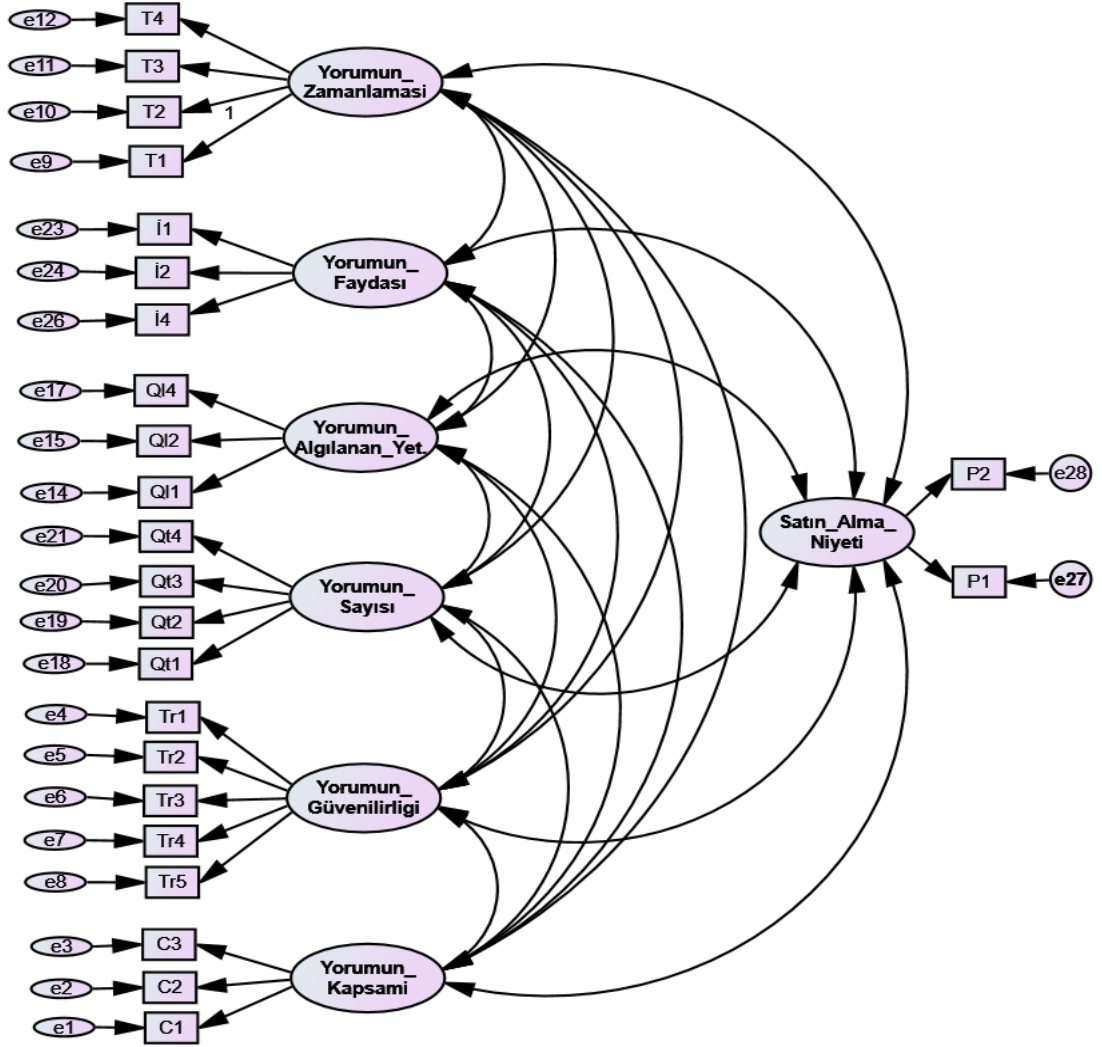 e12 T4
e11 T3
e10 T2 1
e9 T1
Yorumun_
Zamanlamasi
e23 İ1
e24 İ2
e26 İ4
Yorumun_
Faydası
e17 Ql4
e15 Ql2
e14 Ql1
Yorumun_
Algılanan_Yet.
e21 Qt4
e20 Qt3
e19 Qt2
e18 Qt1
Yorumun_
Sayısı
e4 Tr1
e5 Tr2
e6 Tr3
e7 Tr4
e8 Tr5
Yorumun_
Güvenilirligi
e3 C3
e2 C2
e1 C1
Yorumun_
Kapsami
Satın_Alma_
Niyeti
P2 e28
P1 e27